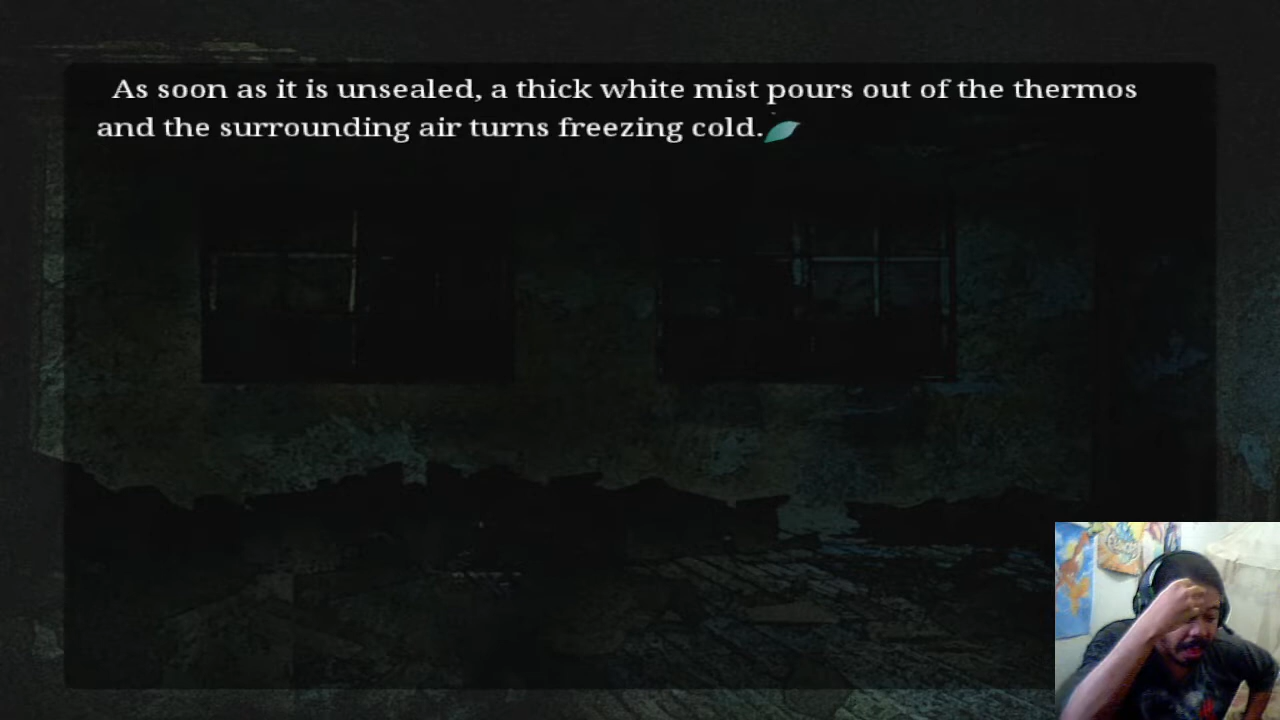 As soon as it is unsealed, a thick white mist pours out of the thermos
and the surrounding air turns freezing cold.